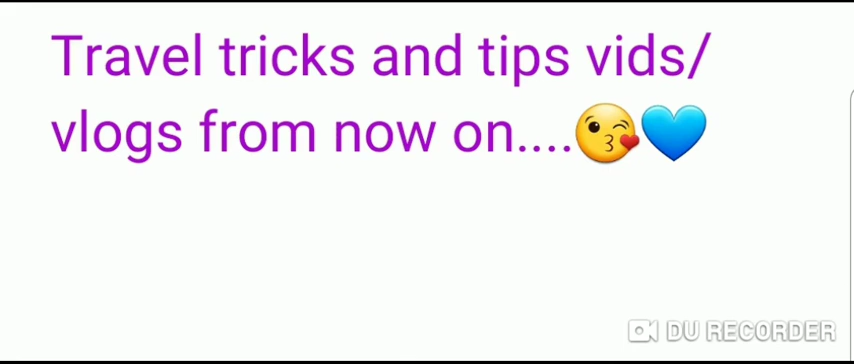 Travel tricks and tips vids/
vlogs from now on....😘💙
DU RECORDER